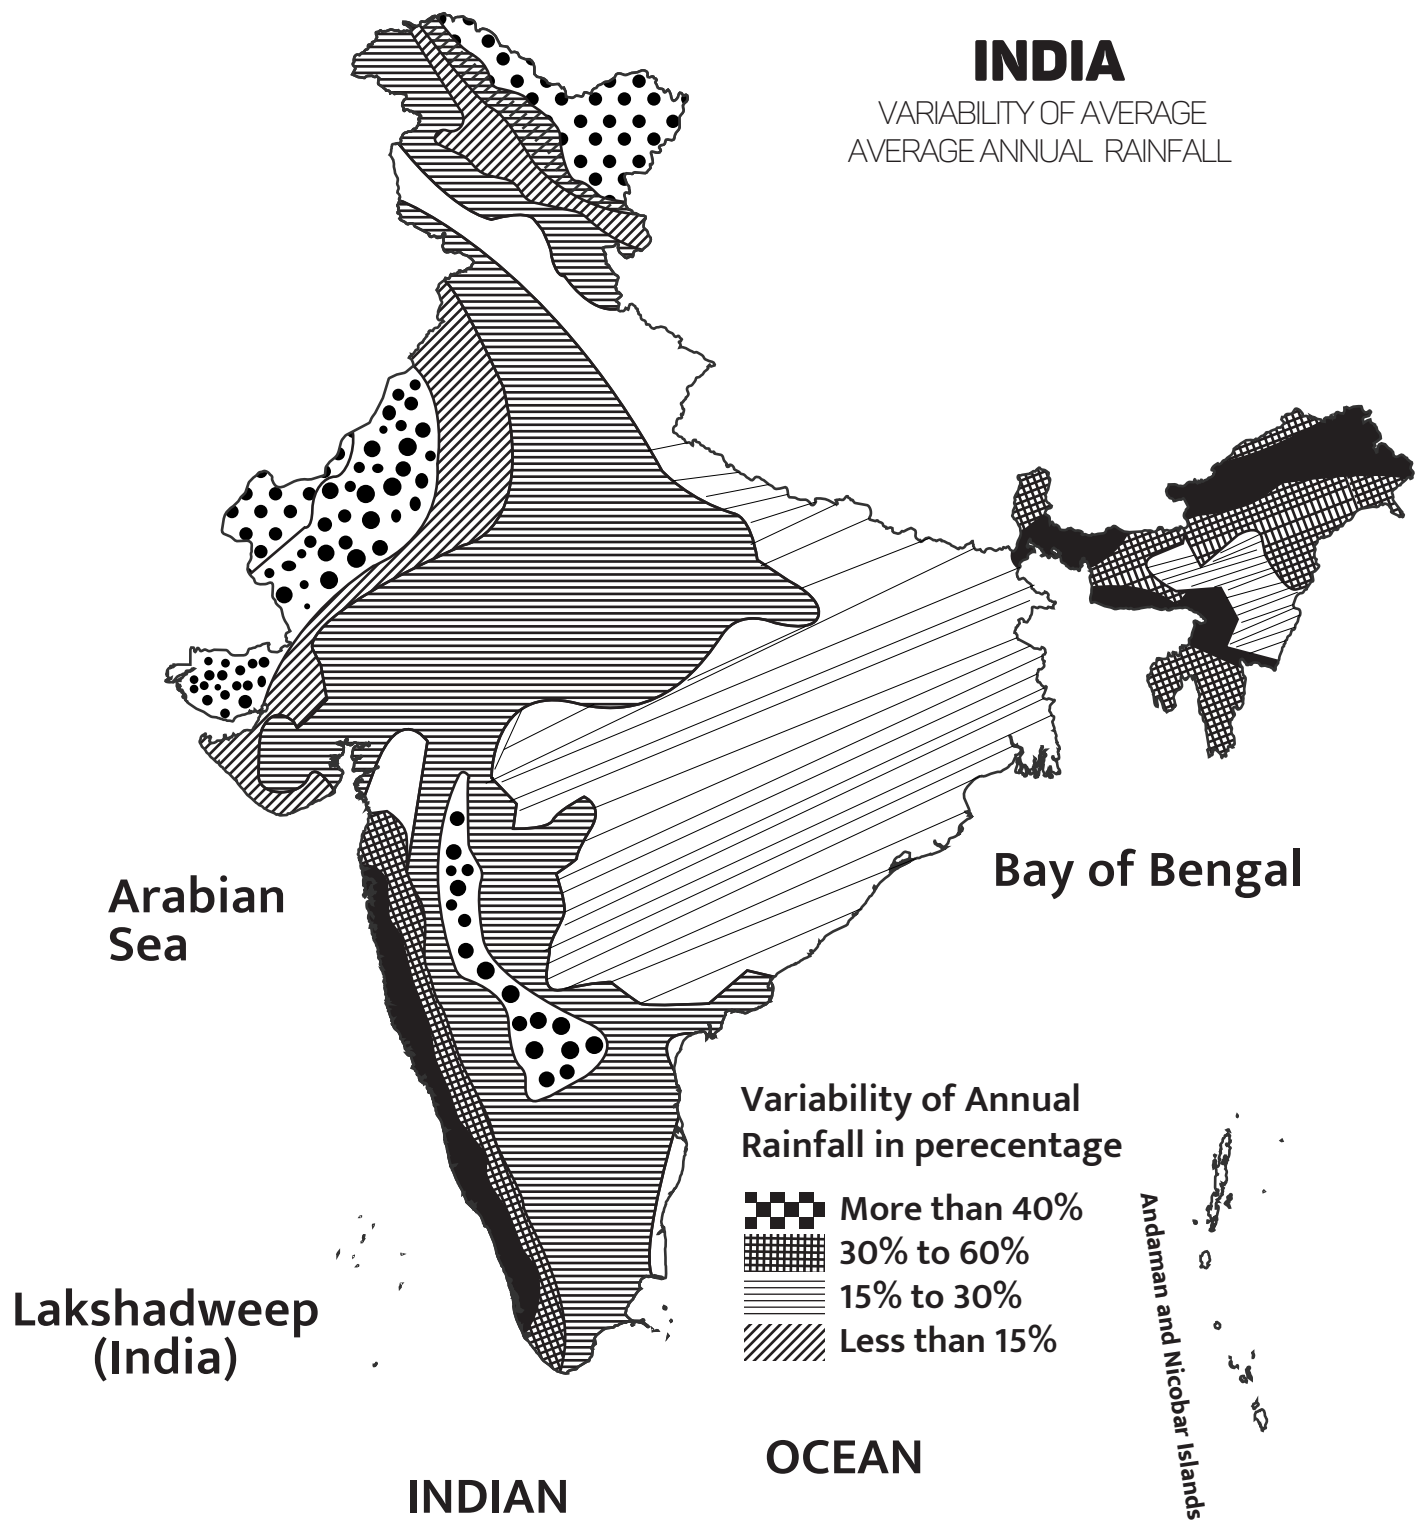 INDIA
VARIABILITY OF AVERAGE
AVERAGE ANNUAL RAINFALL
Arabian
Sea
Bay of Bengal
Variability of Annual
Rainfall in perecentage
More than 40%
30% to 60%
15% to 30%
Less than 15%
Lakshadweep
(India)
Andaman and Nicobar Islands
INDIAN
OCEAN